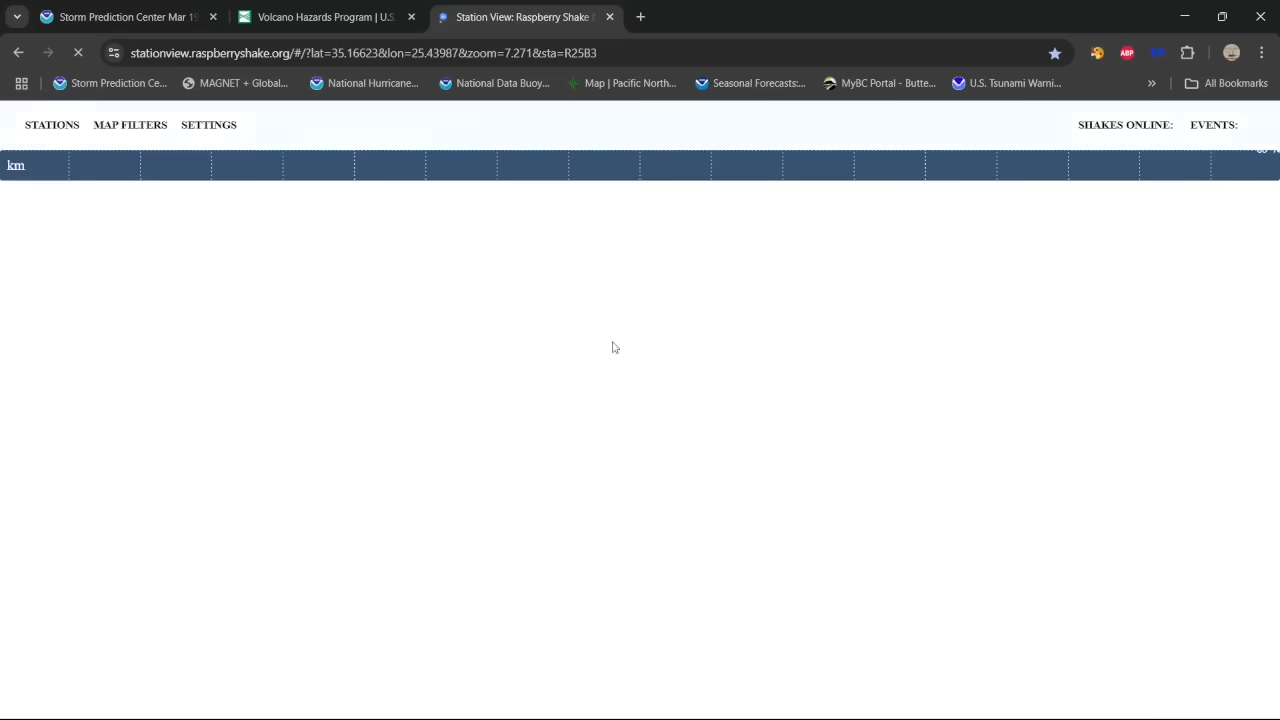 Storm Prediction Center Mar 19
Volcano Hazards Program | U.S.
Station View: Raspberry Shake
stationview.raspberryshake.org/#/?lat=35.16623&lon=25.43987&zoom=7.271&sta=R25B3
ABP
Storm Prediction Ce...
MAGNET + Global...
National Hurricane...
National Data Buoy...
Map | Pacific North...
Seasonal Forecasts:...
MyBC Portal - Butte...
U.S. Tsunami Warni...
All Bookmarks
STATIONS
MAP FILTERS
SETTINGS
SHAKES ONLINE:
EVENTS:
km